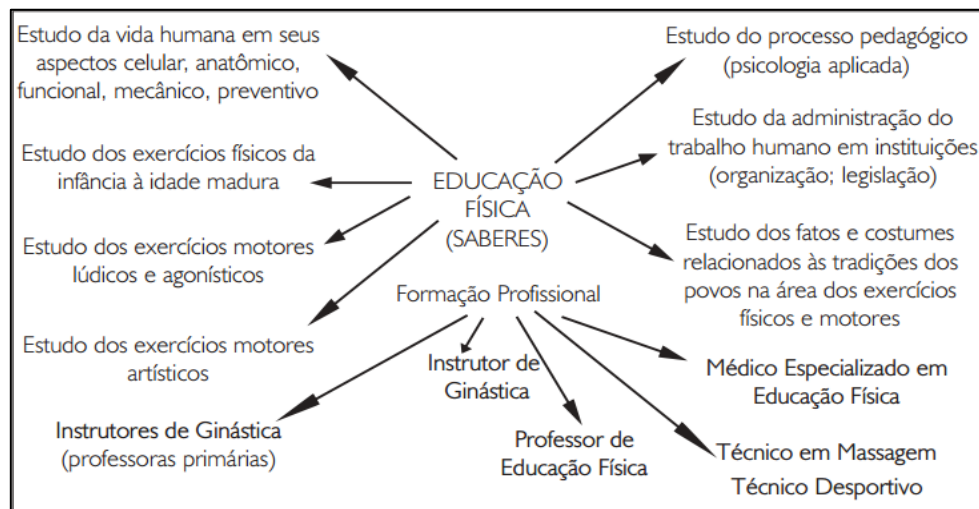 Estudo da vida humana em seus
aspectos celular, anatômico,
funcional, mecânico, preventivo
Estudo do processo pedagógico
(psicologia aplicada)
Estudo da administração do
trabalho humano em instituições
(organização; legislação)
Estudo dos exercícios físicos da
infância à idade madura
EDUCAÇÃO
FÍSICA
(SABERES)
Estudo dos exercícios motores
lúdicos e agonísticos
Estudo dos fatos e costumes
relacionados às tradições dos
povos na área dos exercícios
físicos e motores
Estudo dos exercícios motores
artísticos
Formação Profissional
Instrutores de Ginástica
(professoras primárias)
Instrutor de
Ginástica
Professor de
Educação Física
Médico Especializado em
Educação Física
Técnico em Massagem
Técnico Desportivo